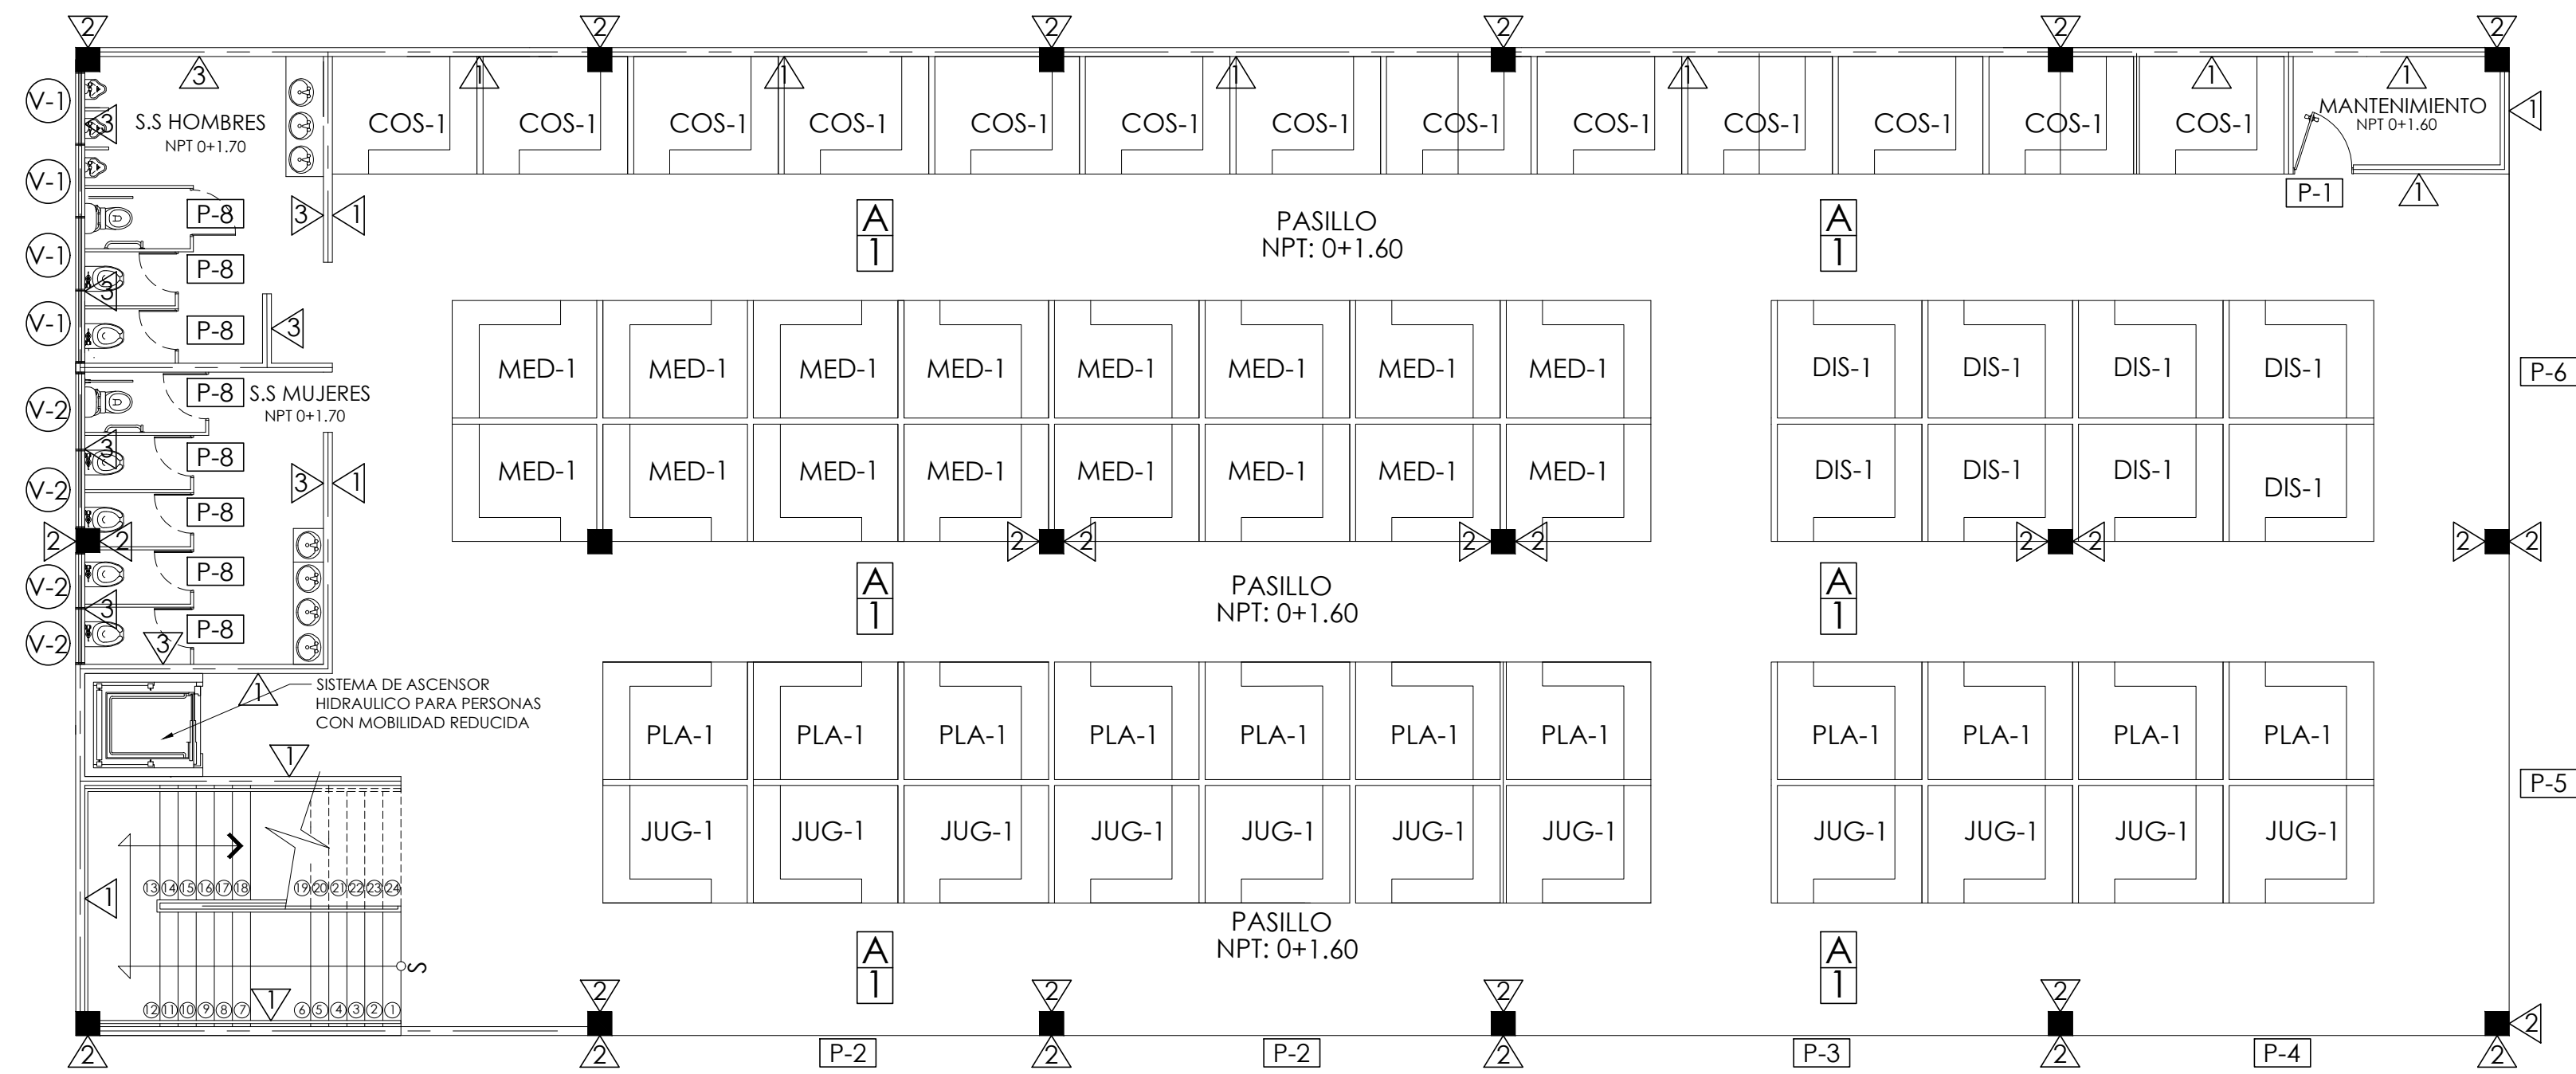 2 2 2 2 2 2
3 1 1 1 1 1 1
V-1 3 S.S HOMBRES
NPT 0+1.70
COS-1 COS-1 COS-1 COS-1 COS-1 COS-1 COS-1 COS-1 COS-1 COS-1 COS-1 COS-1 COS-1
MANTENIMIENTO
NPT 0+1.60
1
V-1
P-8 3 1
P-1 1
A
1
PASILLO
NPT: 0+1.60
A
1
V-1 P-8
3
V-1 P-8 3
MED-1 MED-1 MED-1 MED-1 MED-1 MED-1 MED-1 MED-1 DIS-1 DIS-1 DIS-1 DIS-1
P-6
V-2 P-8 S.S MUJERES
NPT 0+1.70
3 P-8
MED-1 MED-1 MED-1 MED-1 MED-1 MED-1 MED-1 MED-1 DIS-1 DIS-1 DIS-1 DIS-1
V-2 3 1
P-8
2 2 2 2 2 2 2 2 2 2
V-2 P-8
A
1
PASILLO
NPT: 0+1.60
A
1
3 P-8
V-2 3
1
SISTEMA DE ASCENSOR
HIDRAULICO PARA PERSONAS
CON MOBILIDAD REDUCIDA
PLA-1 PLA-1 PLA-1 PLA-1 PLA-1 PLA-1 PLA-1 PLA-1 PLA-1 PLA-1 PLA-1
1
P-5
JUG-1 JUG-1 JUG-1 JUG-1 JUG-1 JUG-1 JUG-1 JUG-1 JUG-1 JUG-1 JUG-1
13 14 15 16 17 18 19 20 21 22 23 24
1
PASILLO
NPT: 0+1.60
A
1
A
1
S
12 11 10 9 8 7 1 6 5 4 3 2 1
2 2 2 2 2
2 2 P-2 2 P-2 2 P-3 2 P-4 2